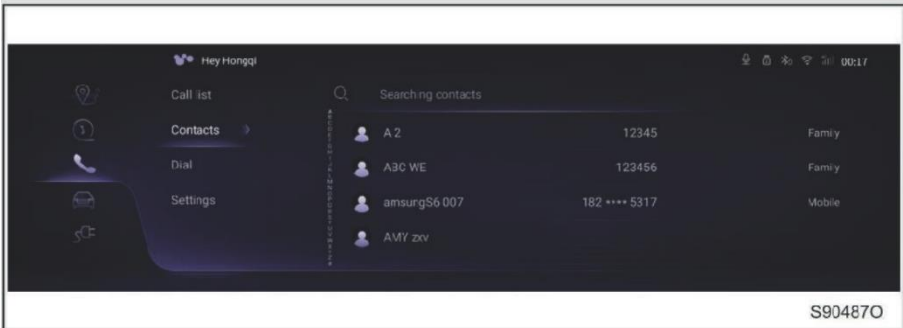 Hey Hongqi
00:17
Call list
Searching contacts
Contacts
A 2
12345
Family
Dial
ABC WE
123456
Family
Settings
amsungS6 007
182 **** 5317
Mobile
AMY zxv
S90487O